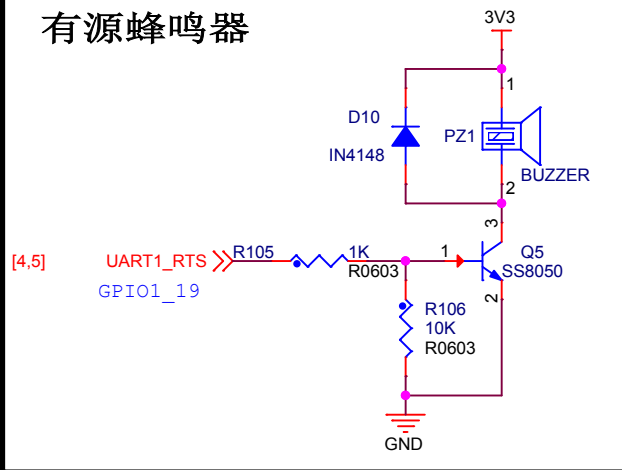 有源蜂鸣器
3V3
1
D10
PZ1
IN4148
BUZZER
2
3
[4,5]
UART1_RTS
R105
1K
1
Q5
R0603
SS8050
GPIO1_19
2
R106
10K
R0603
GND